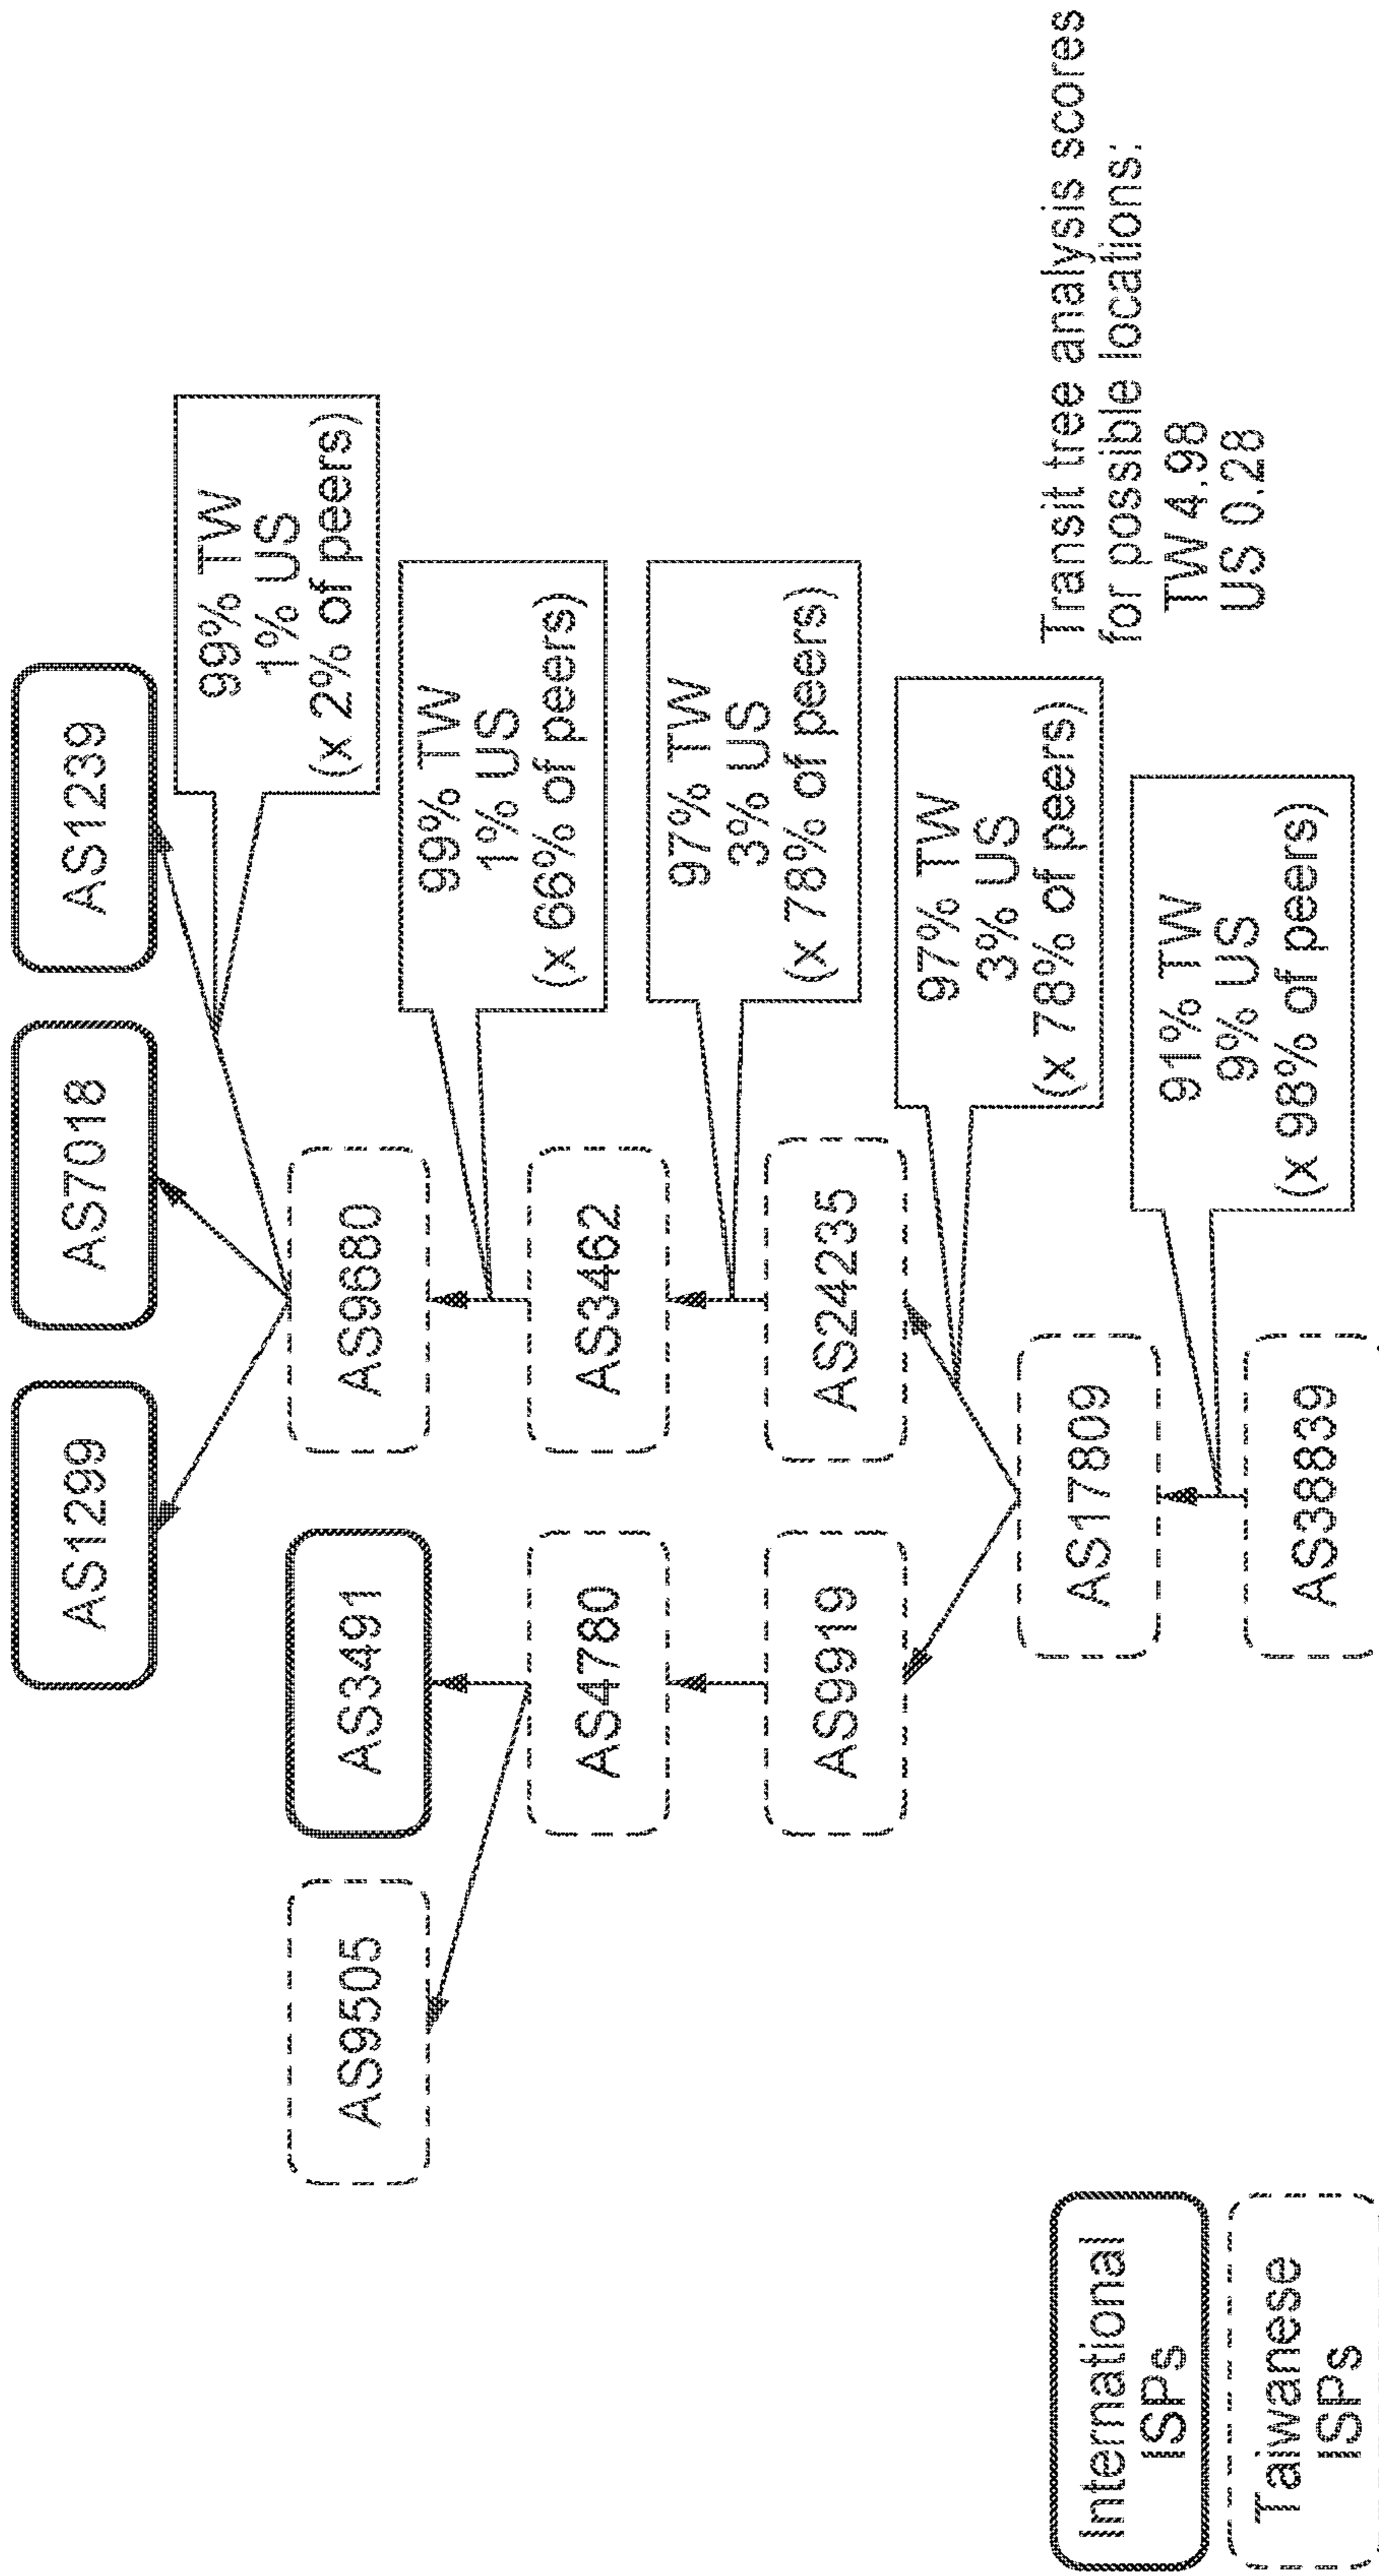 AS1299
AS7018
AS1239
99% TW
1% US
(x 2% of peers)
AS9505
AS3491
AS9680
99% TW
1% US
(x 66% of peers)
AS4780
AS3462
97% TW
3% US
(x 78% of peers)
AS9919
AS24235
97% TW
3% US
(x 78% of peers)
AS17809
91% TW
9% US
(x 98% of peers)
AS38839
International
ISPs
Taiwanese
ISPs
Transit tree analysis scores
for possible locations:
TW 4.98
US 0.28